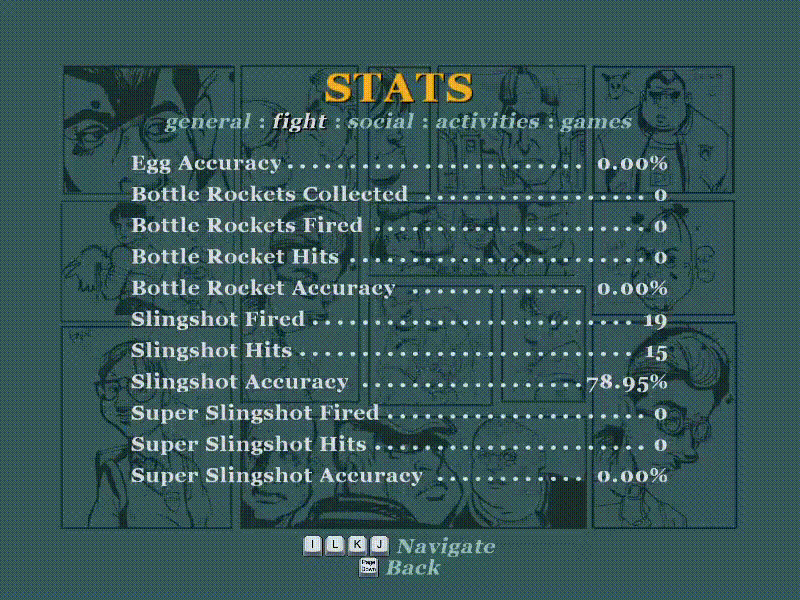 STATS
general : fight : social : activities : games
Egg Accuracy ........................ 0.00%
Bottle Rockets Collected .................. 0
Bottle Rockets Fired ...................... 0
Bottle Rocket Hits ........................ 0
Bottle Rocket Accuracy .............. 0.00%
Slingshot Fired .......................... 19
Slingshot Hits ........................... 15
Slingshot Accuracy .................. 78.95%
Super Slingshot Fired ..................... 0
Super Slingshot Hits ...................... 0
Super Slingshot Accuracy ............ 0.00%
I L K J Navigate
Page Down Back